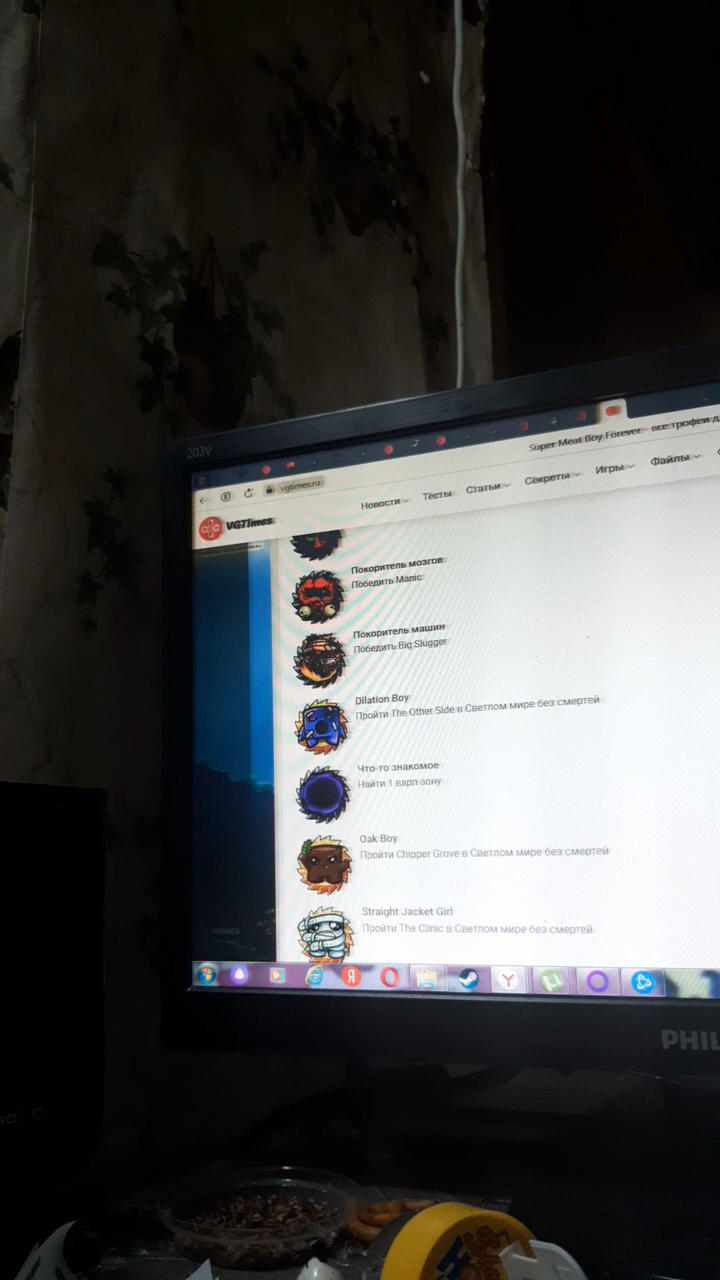 203V
Super Meat Boy Forever - все трофеи д
vgtimes.ru
VGTimes
Новости
Тесты
Статьи
Секреты
Игры
Файлы
Покоритель мозгов
Победить Manic
Покоритель машин
Победить Big Slugger
Dilation Boy
Пройти The Other Side в Светлом мире без смертей
Что-то знакомое
Найти 1 варп-зону
Oak Boy
Пройти Chipper Grove в Светлом мире без смертей
Straight Jacket Girl
Пройти The Clinic в Светлом мире без смертей
PHIL